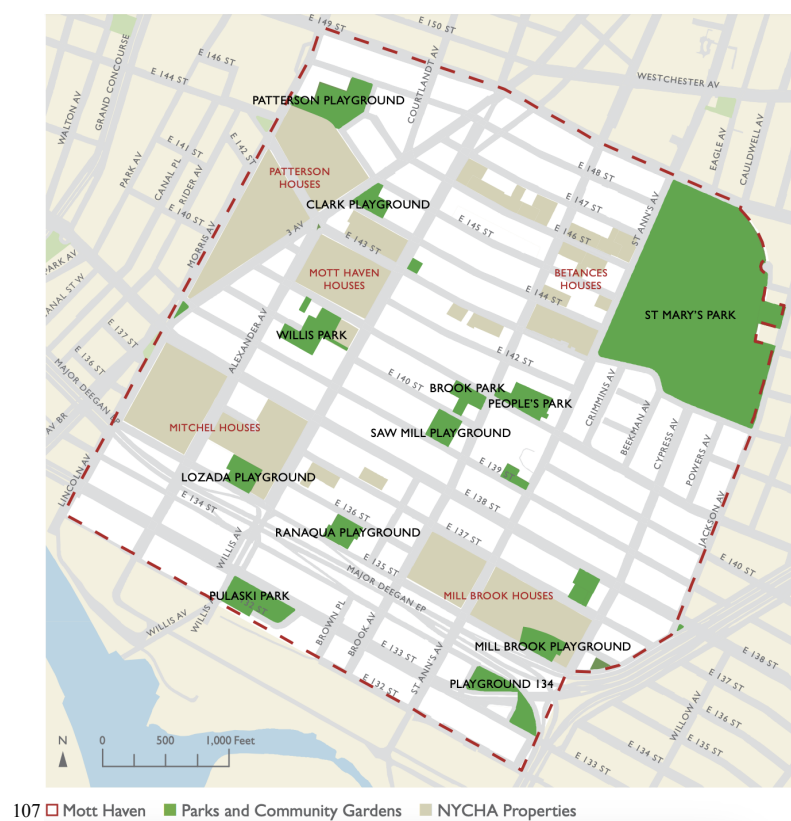 E 149 ST
E 150 ST
GRAND CONCOURSE
E 146 ST
E 144 ST
WALTON AV
COURTLANDT AV
WESTCHESTER AV
PATTERSON PLAYGROUND
EAGLE AV
CAULDWELL AV
E 142 ST
E 141 ST
PARK AV
CANAL PL
RIDER AV
E 140 ST
PATTERSON
HOUSES
E 148 ST
E 147 ST
ST ANN'S AV
CLARK PLAYGROUND
MORRIS AV
3 AV
E 143 ST
E 145 ST
E 146 ST
PARK AV
CANAL ST W
MOTT HAVEN
HOUSES
BETANCES
HOUSES
E 144 ST
ST MARY'S PARK
E 137 ST
E 136 ST
ALEXANDER AV
WILLIS PARK
E 142 ST
MAJOR DEEGAN EP
E 140 ST
BROOK PARK
PEOPLE'S PARK
CRIMMINS AV
BEEKMAN AV
CYPRESS AV
POWERS AV
AV BR
MITCHEL HOUSES
SAW MILL PLAYGROUND
LINCOLN AV
LOZADA PLAYGROUND
E 139 ST
E 134 ST
E 138 ST
E 136 ST
JACKSON AV
RANAQUA PLAYGROUND
E 137 ST
WILLIS AV
E 135 ST
MAJOR DEEGAN EP
E 140 ST
PULASKI PARK
MILL BROOK HOUSES
WILLIS AV
WILLIS
BROWN PL
BROOK AV
E 133 ST
ST ANN'S AV
MILL BROOK PLAYGROUND
E 138 ST
E 132 ST
PLAYGROUND 134
E 137 ST
WILLOW AV
E 136 ST
E 135 ST
E 134 ST
E 133 ST
N
0 500 1,000 Feet
107 Mott Haven Parks and Community Gardens NYCHA Properties